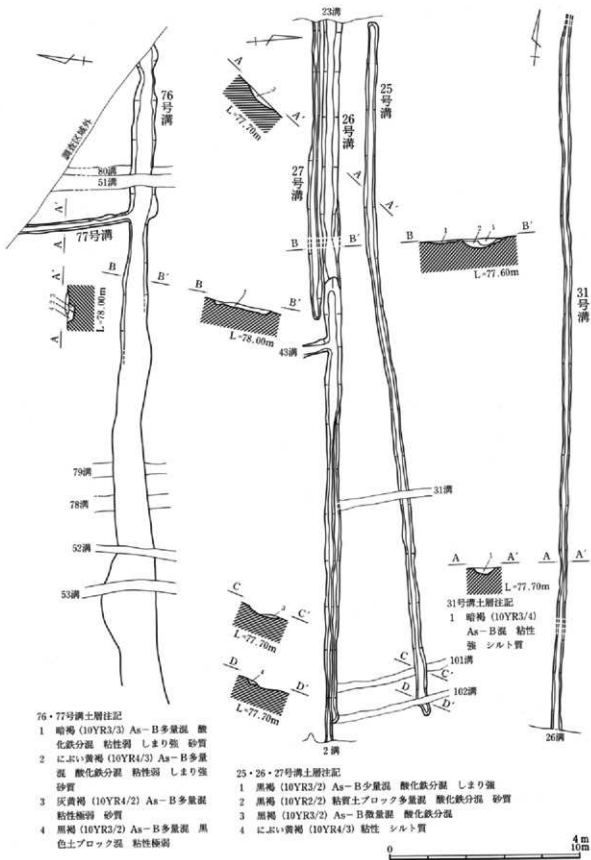 23溝
76号溝
調査区域外
80溝
51溝
A'
A
77号溝
A'
B
B'
L=78.00m
A
79溝
78溝
52溝
53溝
A
3
A'
L=77.70m
26号溝
25号溝
27号溝
A
A'
B
B'
B
1
B'
L=78.00m
43溝
B
1
2
1
B'
L=77.60m
31号溝
31溝
C
3
C'
L=77.70m
D
4
D'
L=77.70m
101溝
C
C'
102溝
D
D'
2溝
A
1
A'
L=77.70m
A
A'
31号溝土層注記
1 暗褐 (10YR3/4)
As-B混 粘性
強 シルト質
26溝
76・77号溝土層注記
1 暗褐 (10YR3/3) As-B多量混 酸
化鉄分混 粘性弱 しまり強 砂質
2 にぶい黄褐 (10YR4/3) As-B多量
混 酸化鉄分混 粘性弱 しまり強
砂質
3 灰黄褐 (10YR4/2) As-B多量混
粘性極弱 砂質
4 黒褐 (10YR3/2) As-B多量混 黒
色土ブロック混 粘性極弱
25・26・27号溝土層注記
1 黒褐 (10YR3/2) As-B少量混 酸化鉄分混 しまり強
2 黒褐 (10YR2/2) 粘質土ブロック多量混 酸化鉄分混 砂質
3 黒褐 (10YR3/2) As-B微量混 酸化鉄分混
4 にぶい黄褐 (10YR4/3) 粘性 シルト質
0
4m
10m